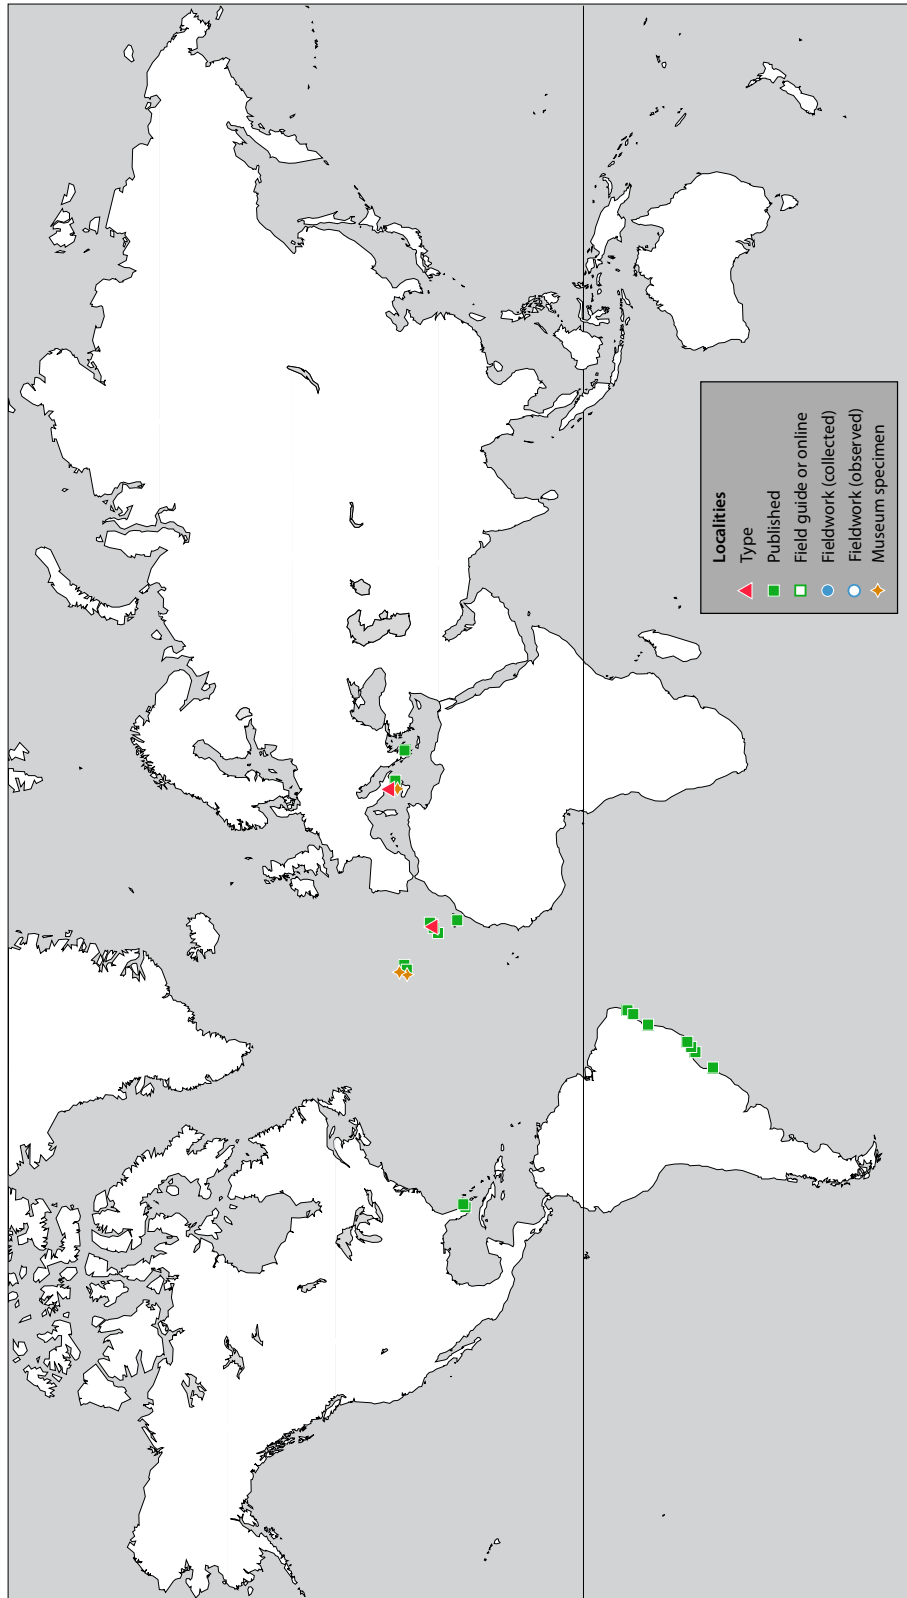 Localities
Type
Published
Field guide or online
Fieldwork (collected)
Fieldwork (observed)
Museum specimen